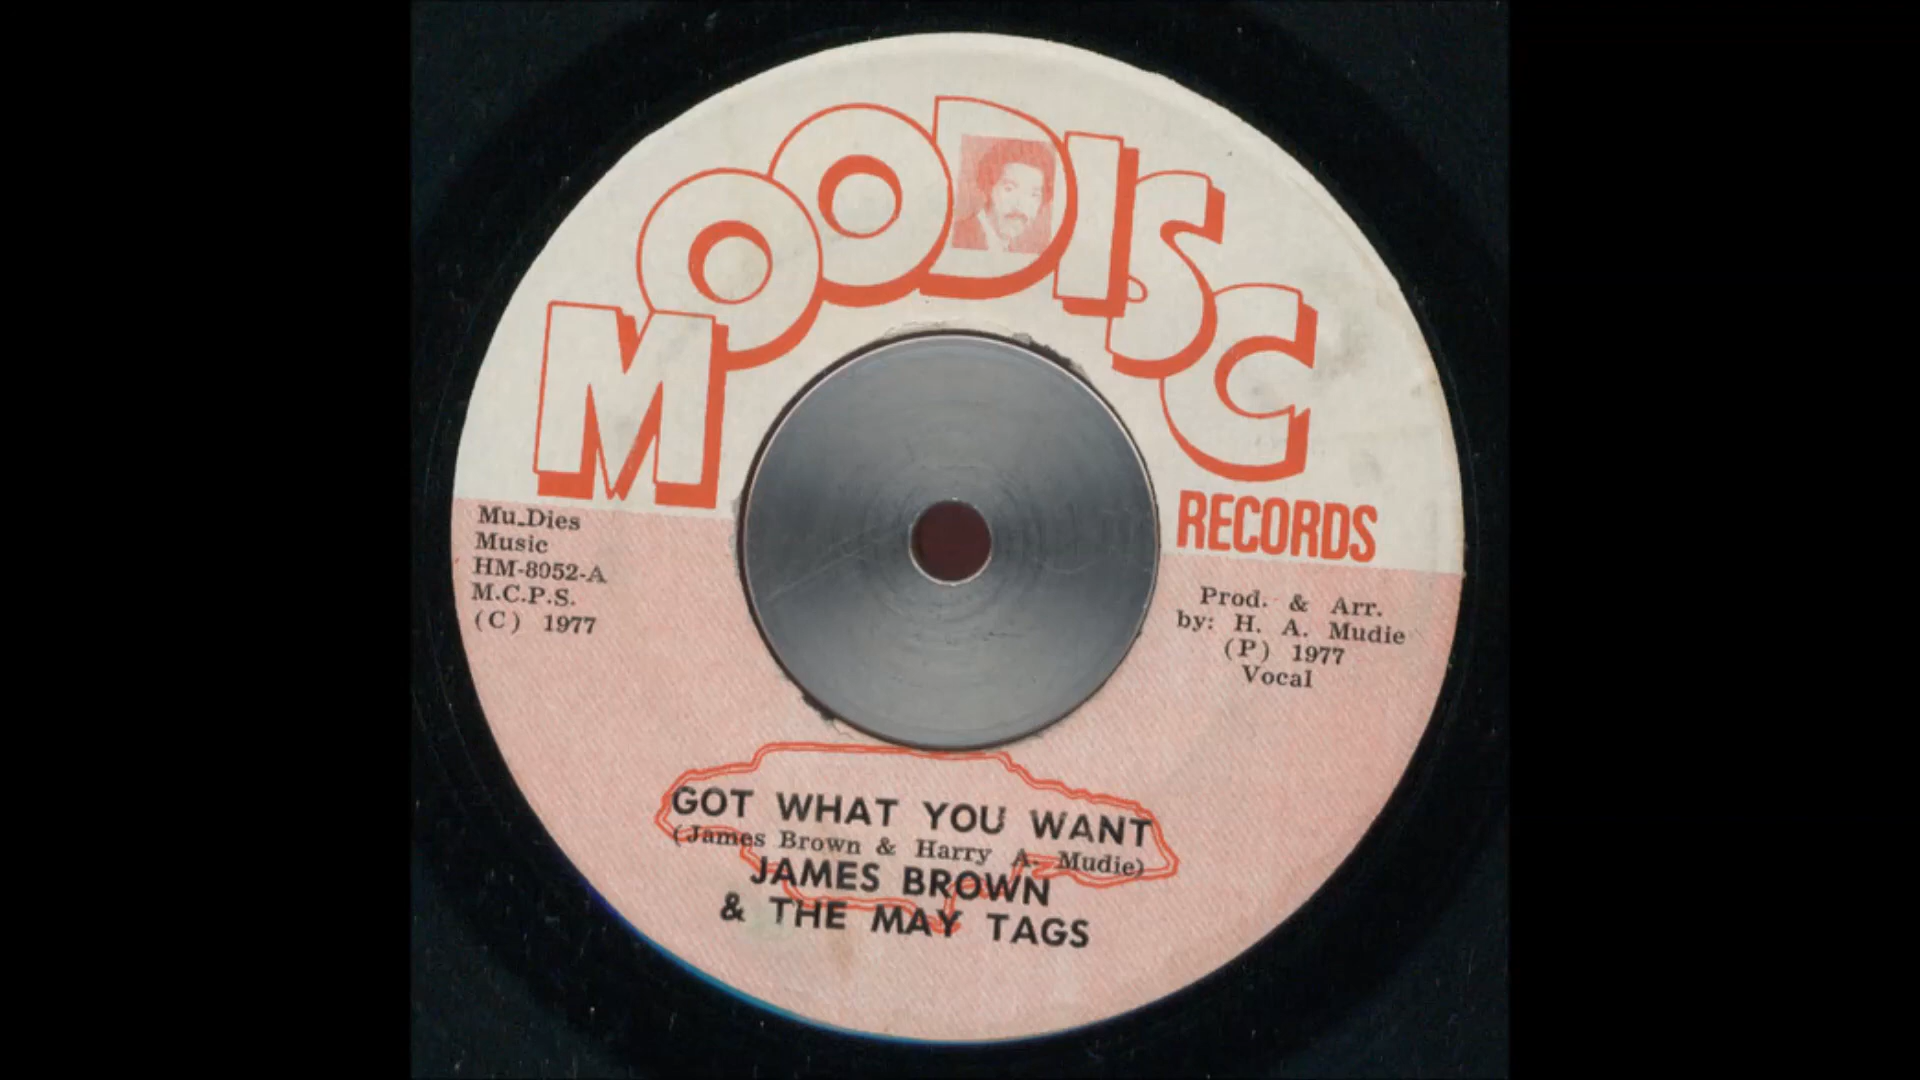 MOODISC
RECORDS
Mu-Dies
Music
HM-8052-A
M.C.P.S.
(C) 1977
Prod. & Arr.
by: H. A. Mudie
(P) 1977
Vocal
GOT WHAT YOU WANT
(James Brown & Harry A. Mudie)
JAMES BROWN
& THE MAY TAGS